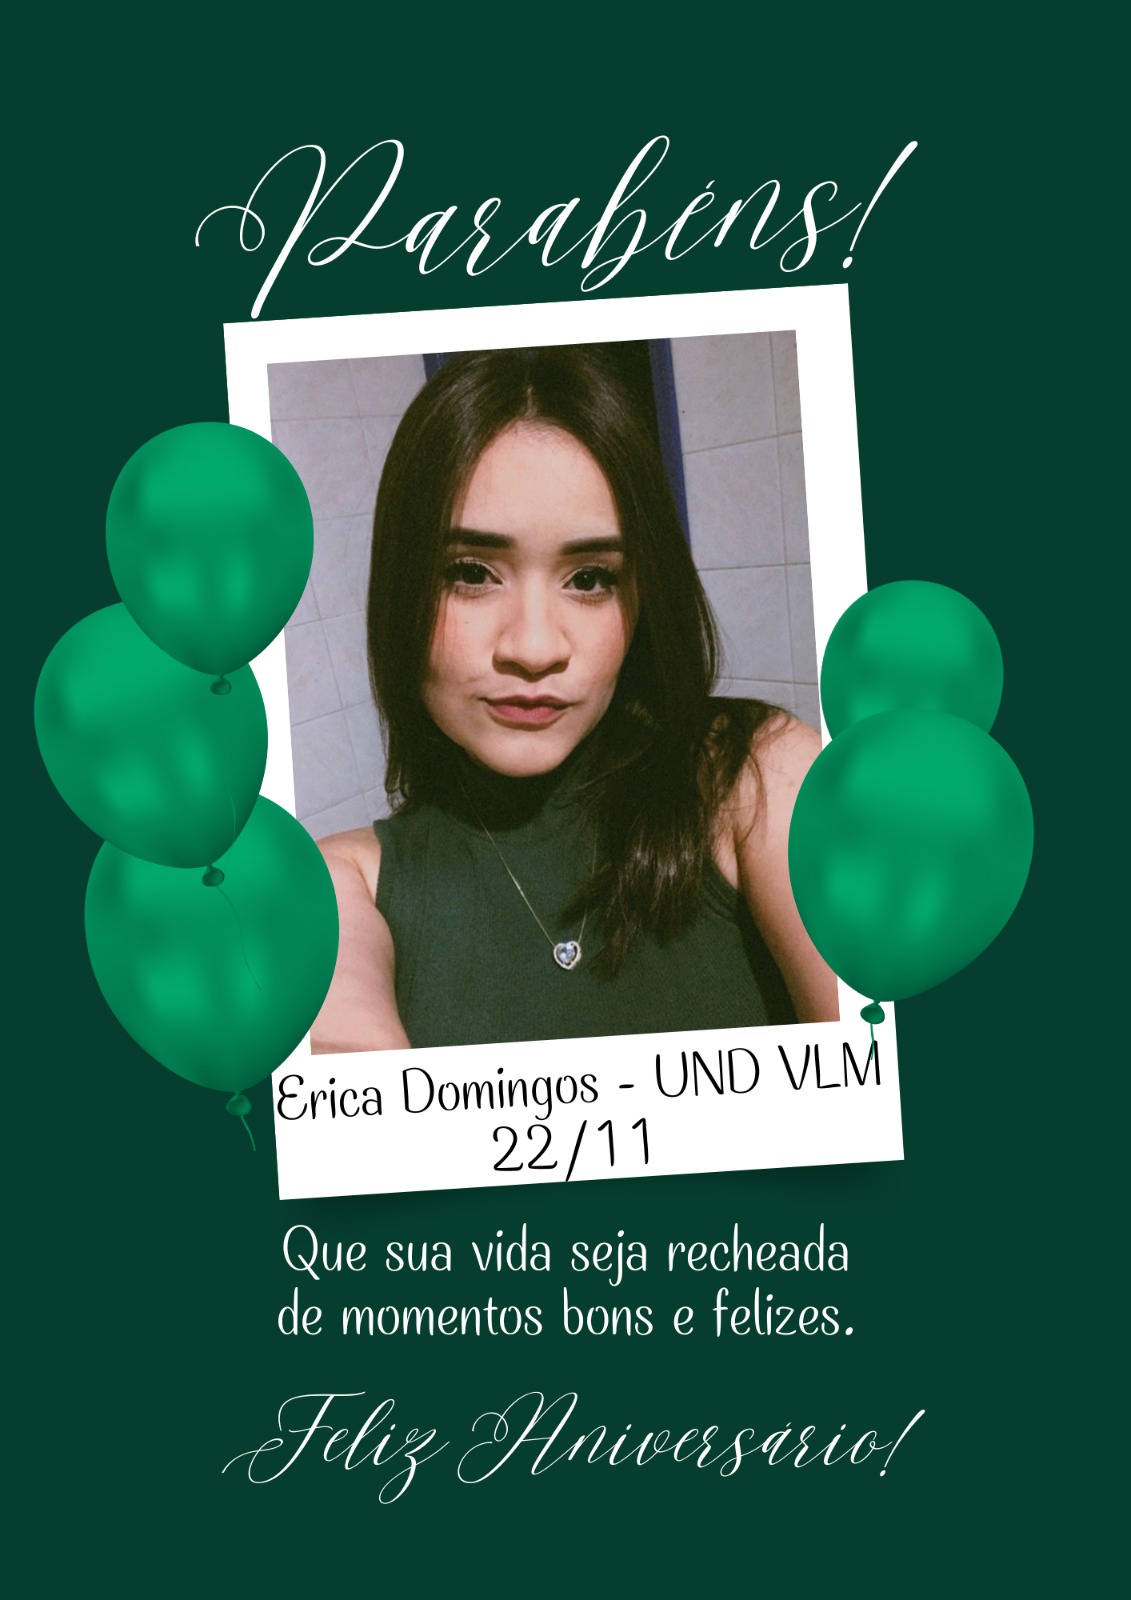 Parabéns!
Erica Domingos - UND VLM
22/11
Que sua vida seja recheada
de momentos bons e felizes.
Feliz Aniversário!